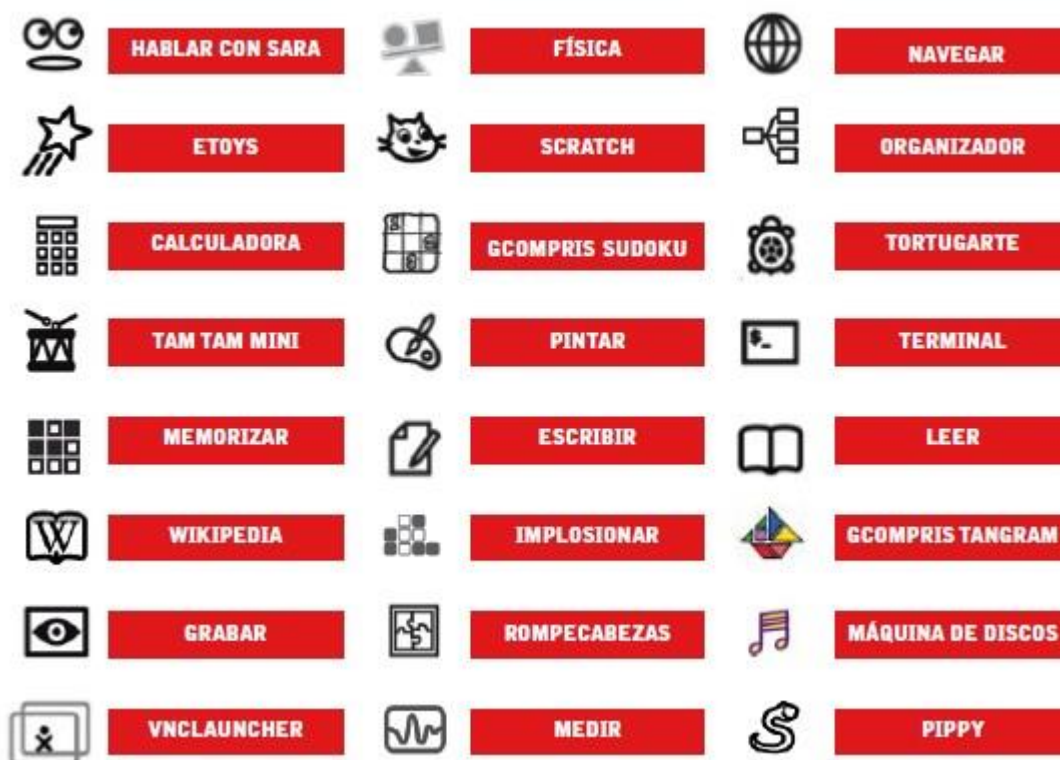 HABLAR CON SARA
FÍSICA
NAVEGAR
ETOYS
SCRATCH
ORGANIZADOR
CALCULADORA
GCOMPRIS SUDOKU
TORTUGARTE
TAM TAM MINI
PINTAR
$_
TERMINAL
MEMORIZAR
ESCRIBIR
LEER
W
WIKIPEDIA
IMPLOSIONAR
GCOMPRIS TANGRAM
GRABAR
ROMPECABEZAS
MÁQUINA DE DISCOS
VNCLAUNCHER
MEDIR
PIPPY